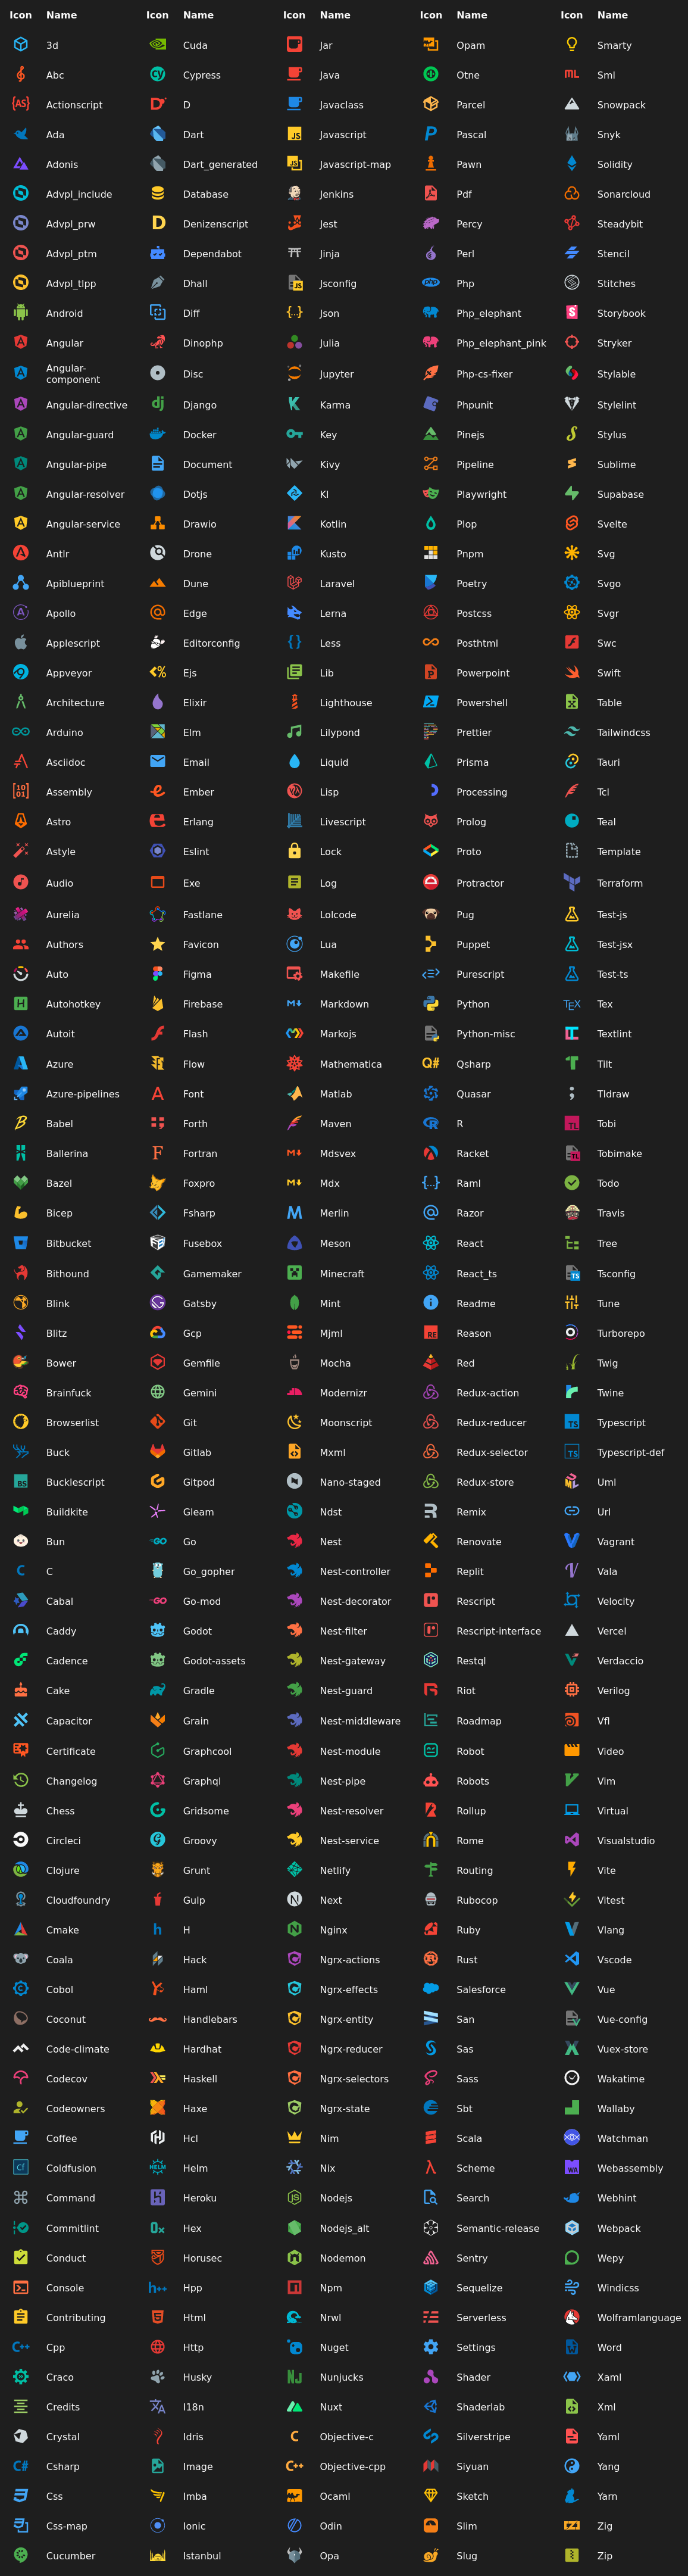 Icon Name Icon Name Icon Name Icon Name Icon Name
3d Cuda Jar Opam Smarty
Abc Cypress Java Otne Sml
Actionscript D Javaclass Parcel Snowpack
Ada Dart Javascript Pascal Snyk
Adonis Dart_generated Javascript-map Pawn Solidity
Advpl_include Database Jenkins Pdf Sonarcloud
Advpl_prw Denizenscript Jest Percy Steadybit
Advpl_ptm Dependabot Jinja Perl Stencil
Advpl_tlpp Dhall Jsconfig Php Stitches
Android Diff Json Php_elephant Storybook
Angular Dinophp Julia Php_elephant_pink Stryker
Angular-
component Disc Jupyter Php-cs-fixer Stylable
Angular-directive Django Karma Phpunit Stylelint
Angular-guard Docker Key Pinejs Stylus
Angular-pipe Document Kivy Pipeline Sublime
Angular-resolver Dotjs Kl Playwright Supabase
Angular-service Drawio Kotlin Plop Svelte
Antlr Drone Kusto Pnpm Svg
Apiblueprint Dune Laravel Poetry Svgo
Apollo Edge Lerna Postcss Svgr
Applescript Editorconfig Less Posthtml Swc
Appveyor Ejs Lib Powerpoint Swift
Architecture Elixir Lighthouse Powershell Table
Arduino Elm Lilypond Prettier Tailwindcss
Asciidoc Email Liquid Prisma Tauri
Assembly Ember Lisp Processing Tcl
Astro Erlang Livescript Prolog Teal
Astyle Eslint Lock Proto Template
Audio Exe Log Protractor Terraform
Aurelia Fastlane Lolcode Pug Test-js
Authors Favicon Lua Puppet Test-jsx
Auto Figma Makefile Purescript Test-ts
Autohotkey Firebase Markdown Python Tex
Autoit Flash Markojs Python-misc Textlint
Azure Flow Mathematica Qsharp Tilt
Azure-pipelines Font Matlab Quasar Tldraw
Babel Forth Maven R Tobi
Ballerina Fortran Mdsvex Racket Tobimake
Bazel Foxpro Mdx Raml Todo
Bicep Fsharp Merlin Razor Travis
Bitbucket Fusebox Meson React Tree
Bithound Gamemaker Minecraft React_ts Tsconfig
Blink Gatsby Mint Readme Tune
Blitz Gcp Mjml Reason Turborepo
Bower Gemfile Mocha Red Twig
Brainfuck Gemini Modernizr Redux-action Twine
Browserlist Git Moonscript Redux-reducer Typescript
Buck Gitlab Mxml Redux-selector Typescript-def
Bucklescript Gitpod Nano-staged Redux-store Uml
Buildkite Gleam Ndst Remix Url
Bun Go Nest Renovate Vagrant
C Go_gopher Nest-controller Replit Vala
Cabal Go-mod Nest-decorator Rescript Velocity
Caddy Godot Nest-filter Rescript-interface Vercel
Cadence Godot-assets Nest-gateway Restql Verdaccio
Cake Gradle Nest-guard Riot Verilog
Capacitor Grain Nest-middleware Roadmap Vfl
Certificate Graphcool Nest-module Robot Video
Changelog Graphql Nest-pipe Robots Vim
Chess Gridsome Nest-resolver Rollup Virtual
Circleci Groovy Nest-service Rome Visualstudio
Clojure Grunt Netlify Routing Vite
Cloudfoundry Gulp Next Rubocop Vitest
Cmake H Nginx Ruby Vlang
Coala Hack Ngrx-actions Rust Vscode
Cobol Haml Ngrx-effects Salesforce Vue
Coconut Handlebars Ngrx-entity San Vue-config
Code-climate Hardhat Ngrx-reducer Sas Vuex-store
Codecov Haskell Ngrx-selectors Sass Wakatime
Codeowners Haxe Ngrx-state Sbt Wallaby
Coffee Hcl Nim Scala Watchman
Coldfusion Helm Nix Scheme Webassembly
Command Heroku Nodejs Search Webhint
Commitlint Hex Nodejs_alt Semantic-release Webpack
Conduct Horusec Nodemon Sentry Wepy
Console Hpp Npm Sequelize Windicss
Contributing Html Nrwl Serverless Wolframlanguage
Cpp Http Nuget Settings Word
Craco Husky Nunjucks Shader Xaml
Credits I18n Nuxt Shaderlab Xml
Crystal Idris Objective-c Silverstripe Yaml
Csharp Image Objective-cpp Siyuan Yang
Css Imba Ocaml Sketch Yarn
Css-map Ionic Odin Slim Zig
Cucumber Istanbul Opa Slug Zip